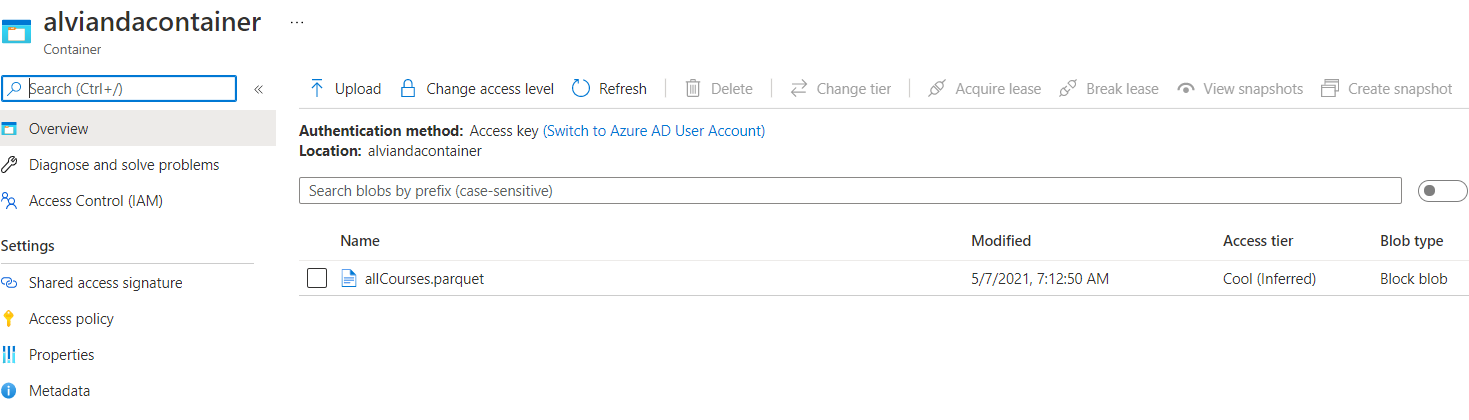 alviandacontainer ...
Container
Search (Ctrl+/) «
Overview
Diagnose and solve problems
Access Control (IAM)
Settings
Shared access signature
Access policy
Properties
Metadata
Upload Change access level Refresh Delete Change tier Acquire lease Break lease View snapshots Create snapshot
Authentication method: Access key (Switch to Azure AD User Account)
Location: alviandacontainer
Search blobs by prefix (case-sensitive)
Name Modified Access tier Blob type
allCourses.parquet 5/7/2021, 7:12:50 AM Cool (Inferred) Block blob